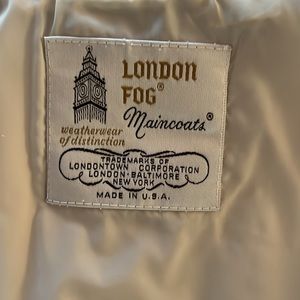 LONDON
FOG®
Maincoats®
weatherwear
of distinction
TRADEMARKS OF
LONDONTOWN CORPORATION
LONDON-BALTIMORE
NEW YORK
MADE IN U.S.A.